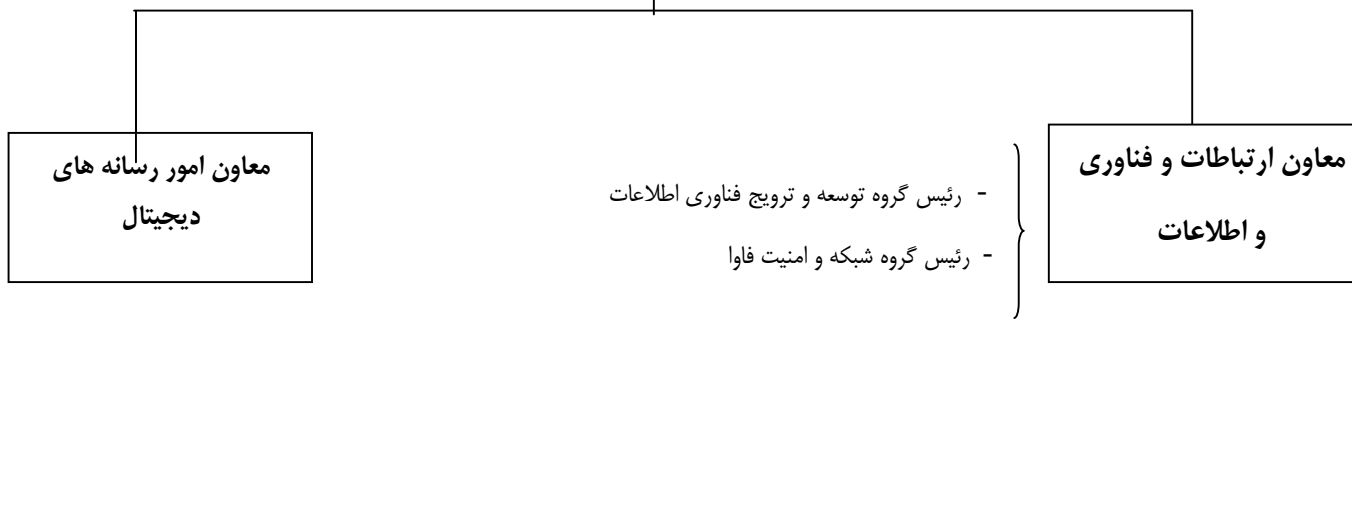 معاون ارتباطات و فناوری
و اطلاعات
- رئیس گروه توسعه و ترویج فناوری اطلاعات
- رئیس گروه شبکه و امنیت فاوا
معاون امور رسانه های
دیجیتال